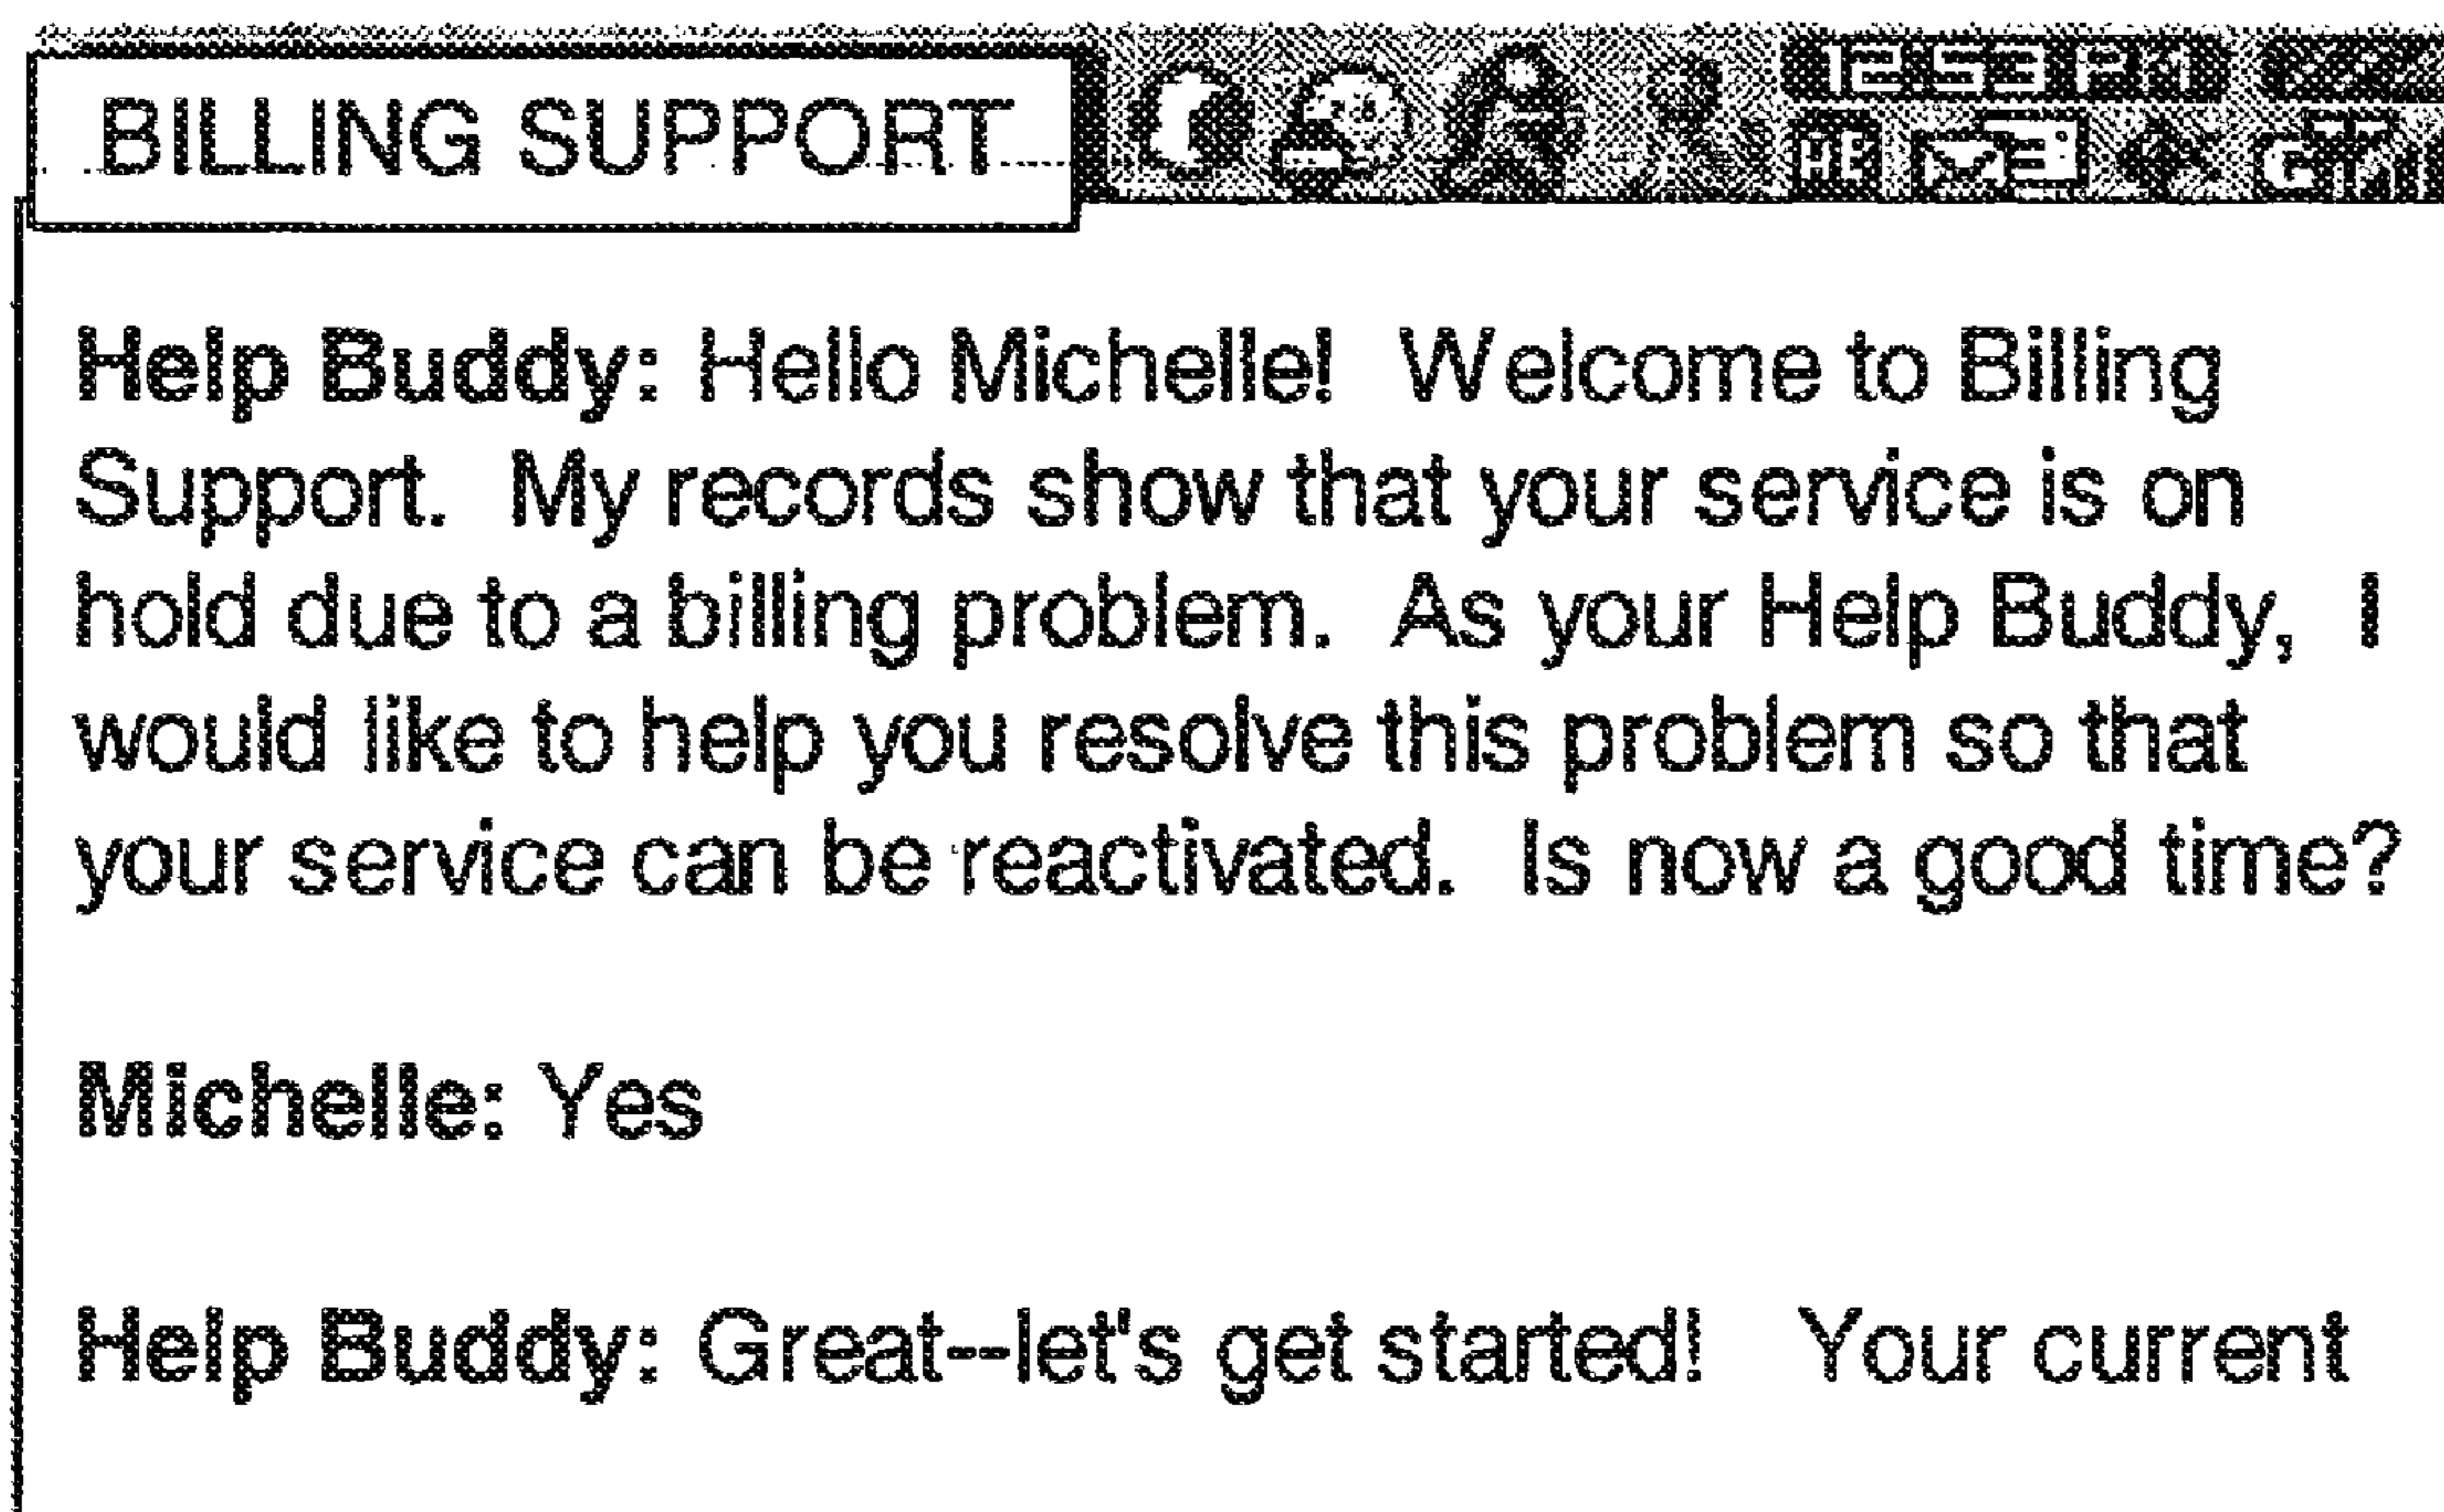 BILLING SUPPORT
Help Buddy: Hello Michelle!  Welcome to Billing
Support.  My records show that your service is on
hold due to a billing problem.  As your Help Buddy,  I
would like to help you resolve this problem so that
your service can be reactivated.  Is now a good time?
Michelle: Yes
Help Buddy: Great--let's get started!   Your current